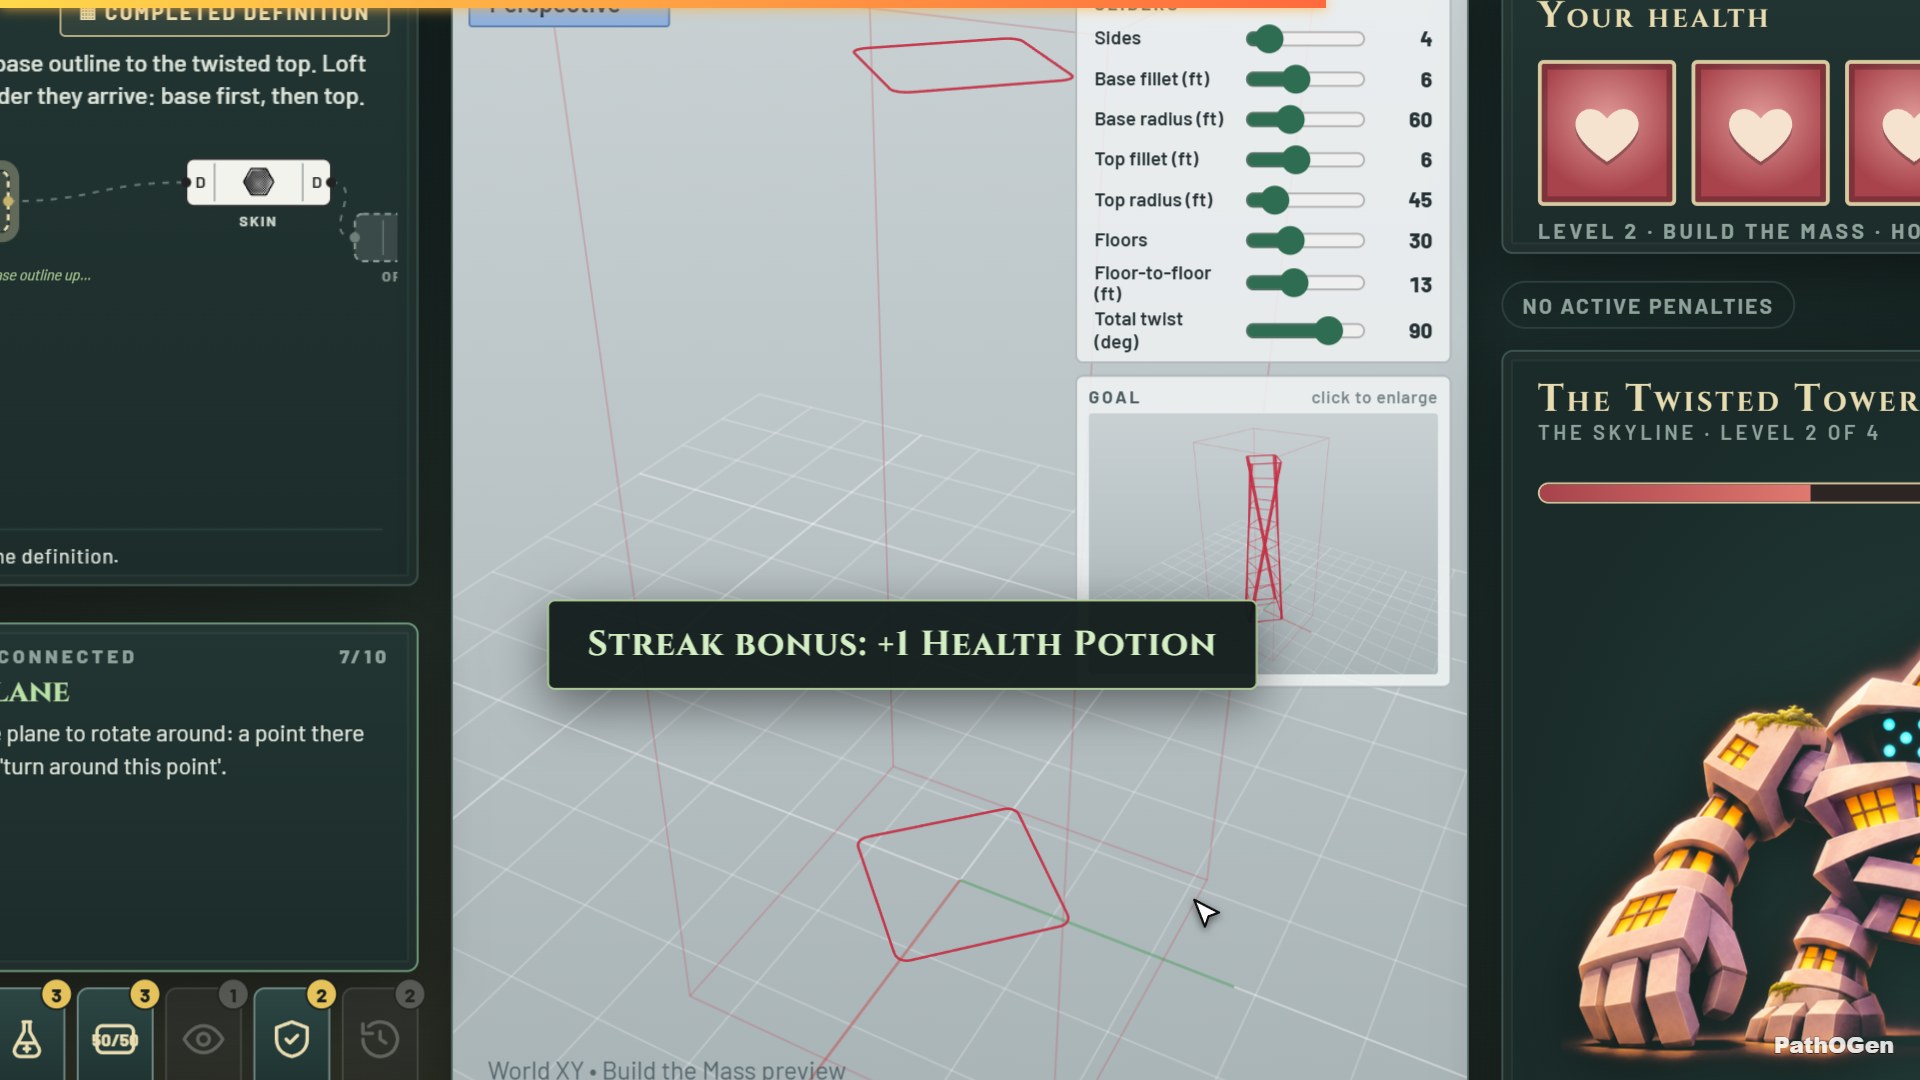 COMPLETED DEFINITION
base outline to the twisted top. Loft
der they arrive: base first, then top.
D
D
SKIN
ase outline up...
ne definition.
CONNECTED
7/10
LANE
e plane to rotate around: a point there
'turn around this point'.
3
3
1
2
2
50/50
Perspective
SLIDERS
Sides
4
Base fillet (ft)
6
Base radius (ft)
60
Top fillet (ft)
6
Top radius (ft)
45
Floors
30
Floor-to-floor
(ft)
13
Total twist
(deg)
90
GOAL
click to enlarge
Streak bonus: +1 Health Potion
World XY • Build the Mass preview
Your health
LEVEL 2 · BUILD THE MASS · HO
NO ACTIVE PENALTIES
The Twisted Tower
THE SKYLINE · LEVEL 2 OF 4
PathOGen